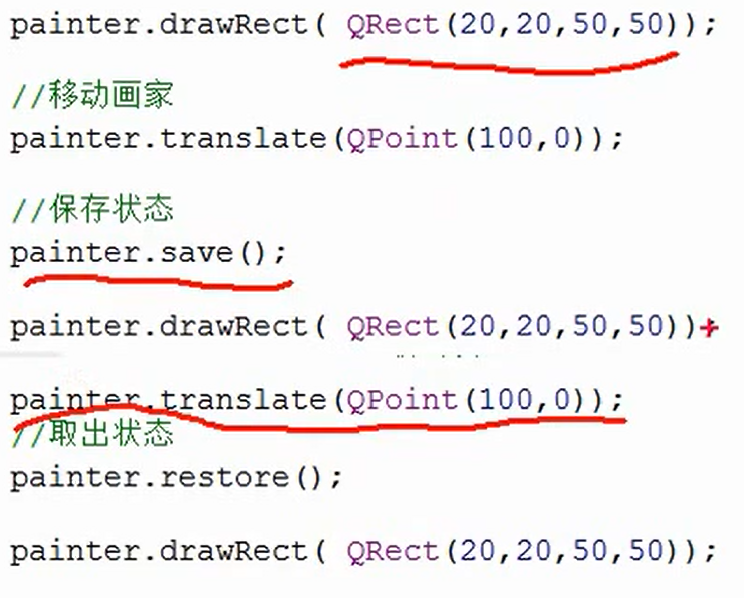 painter.drawRect( QRect(20,20,50,50));
//移动画家
painter.translate(QPoint(100,0));
//保存状态
painter.save();
painter.drawRect( QRect(20,20,50,50))
painter.translate(QPoint(100,0));
//取出状态
painter.restore();
painter.drawRect( QRect(20,20,50,50));